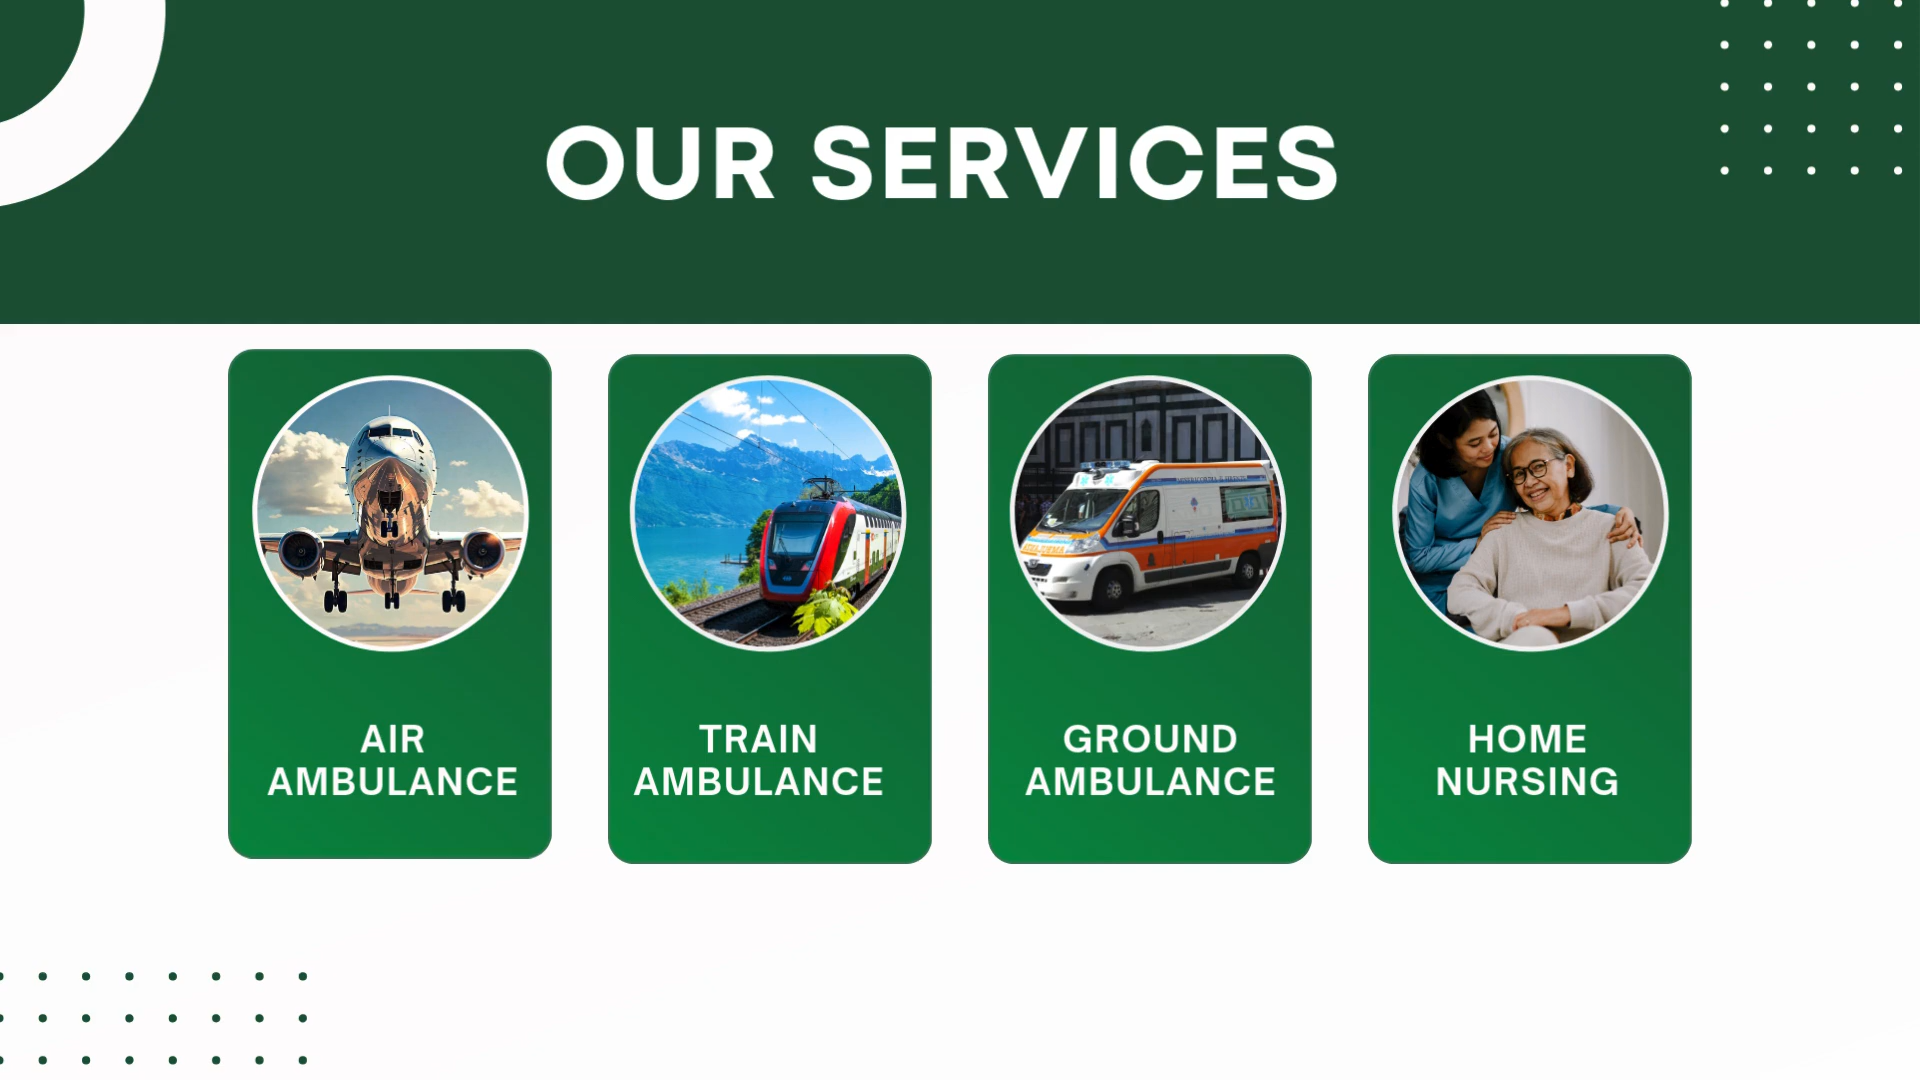 OUR SERVICES
AIR
AMBULANCE
TRAIN
AMBULANCE
GROUND
AMBULANCE
HOME
NURSING